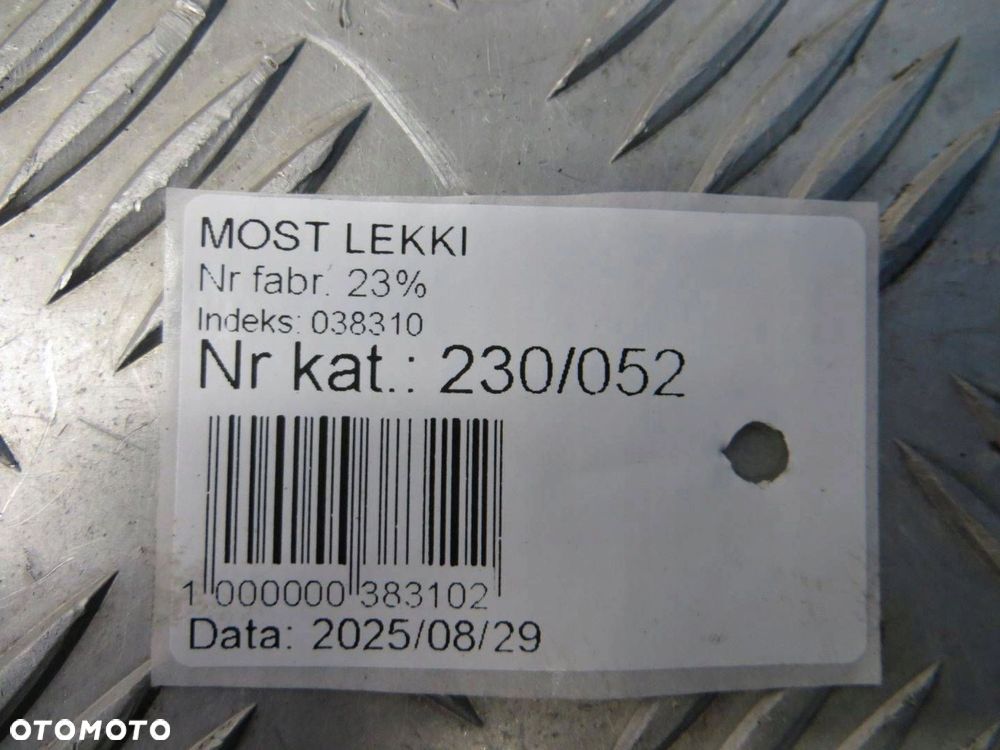 MOST LEKKI
Nr fabr. 23%
Indeks: 038310
Nr kat.: 230/052
1 000000 383102
Data: 2025/08/29
OTOMOTO